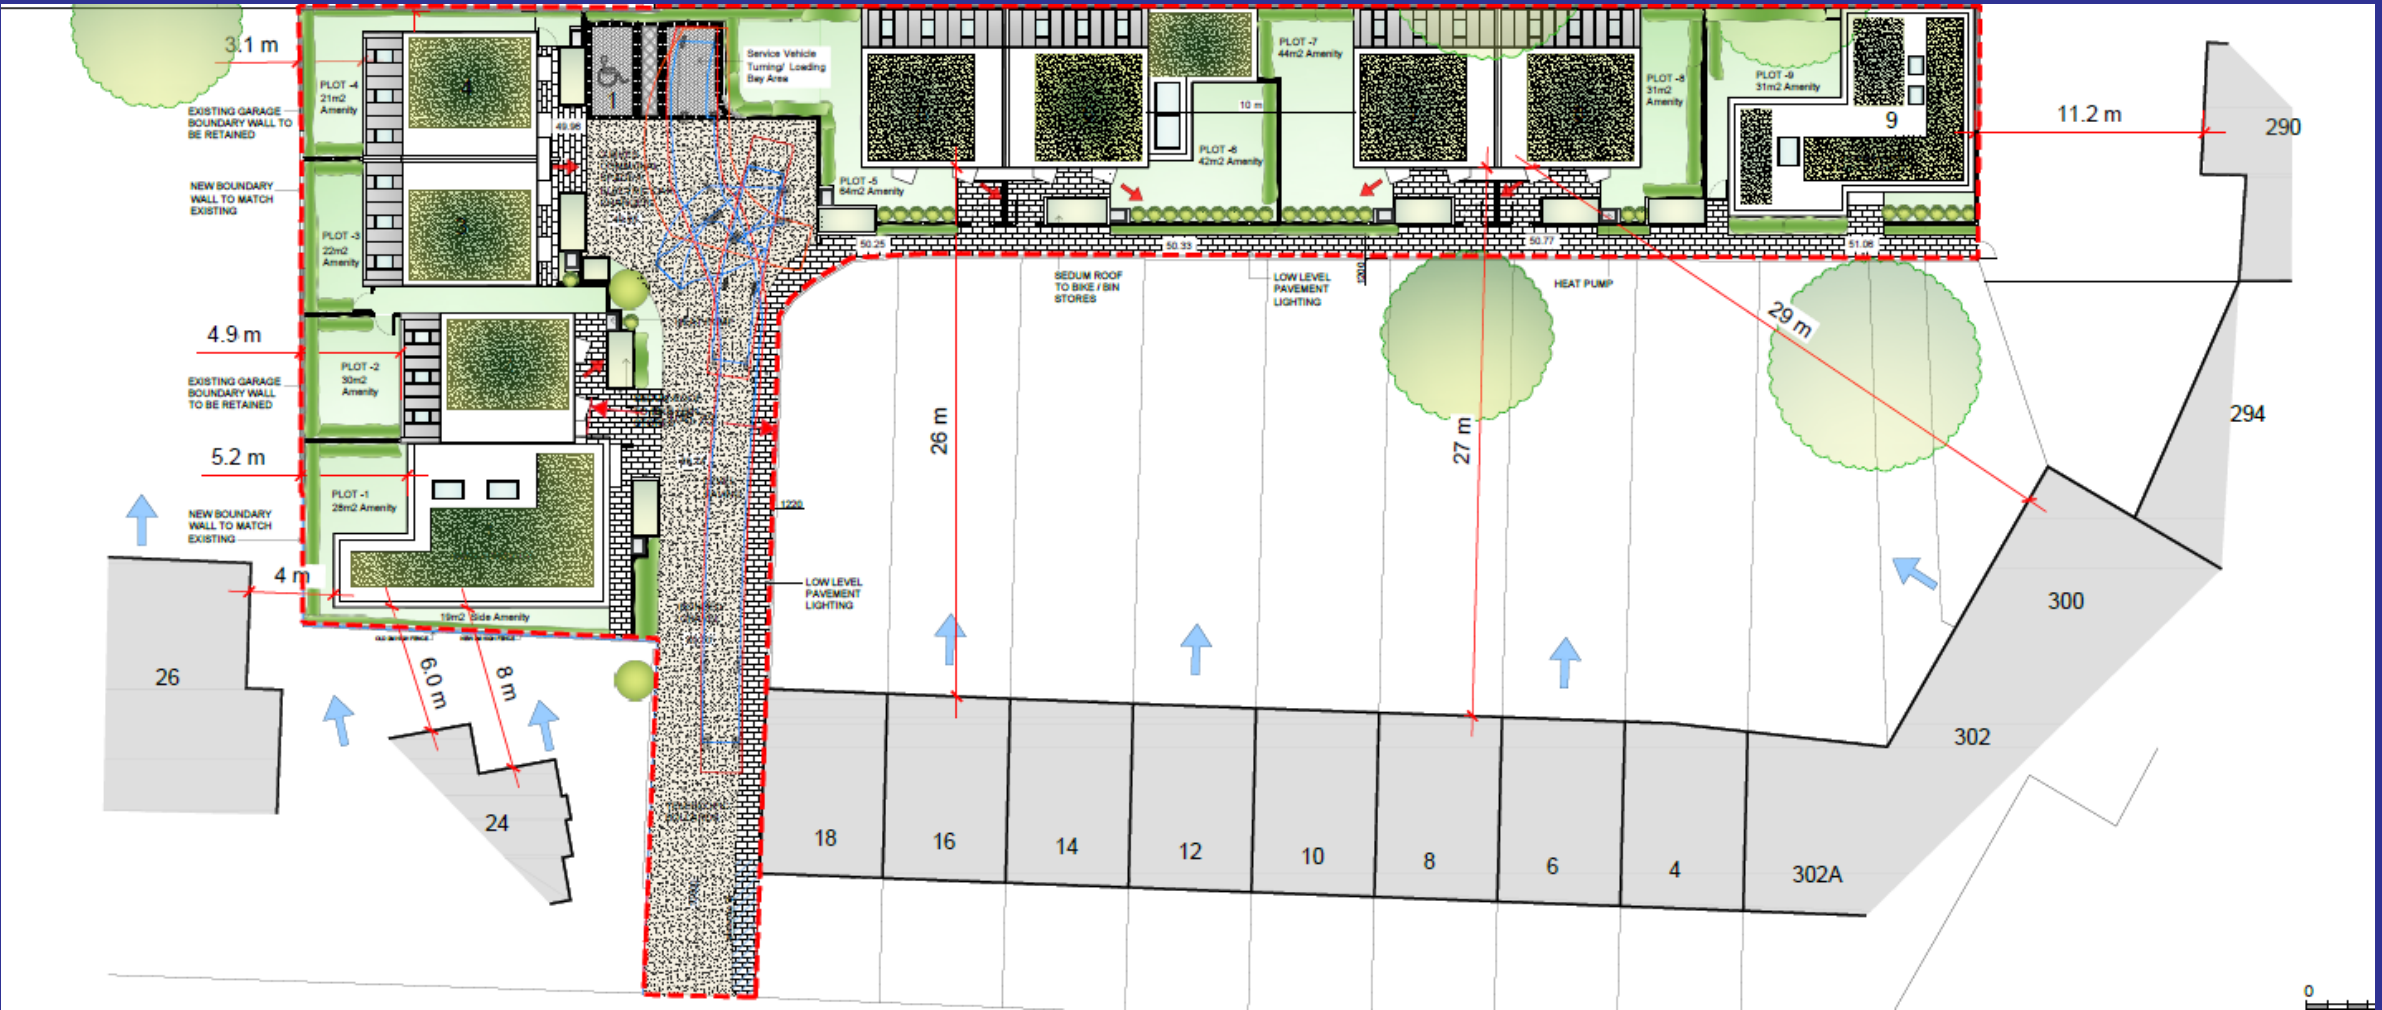 3.1 m
PLOT -4
21m2
Amenity
EXISTING GARAGE
BOUNDARY WALL TO
BE RETAINED
NEW BOUNDARY
WALL TO MATCH
EXISTING
PLOT -3
22m2
Amenity
4.9 m
PLOT -2
30m2
Amenity
EXISTING GARAGE
BOUNDARY WALL
TO BE RETAINED
5.2 m
PLOT -1
28m2 Amenity
NEW BOUNDARY
WALL TO MATCH
EXISTING
4 m
19m2 Side Amenity
6.0 m
8 m
26
24
1
49.96
Service Vehicle
Turning/ Loading
Bay Area
PLOT -5
64m2 Amenity
PLOT -6
42m2 Amenity
10 m
PLOT -7
44m2 Amenity
PLOT -8
31m2
Amenity
PLOT -9
31m2 Amenity
9
11.2 m
290
50.25
50.33
50.77
51.06
1200
SEDUM ROOF
TO BIKE / BIN
STORES
LOW LEVEL
PAVEMENT
LIGHTING
HEAT PUMP
29 m
26 m
27 m
294
1220
LOW LEVEL
PAVEMENT
LIGHTING
300
302
18
16
14
12
10
8
6
4
302A
0